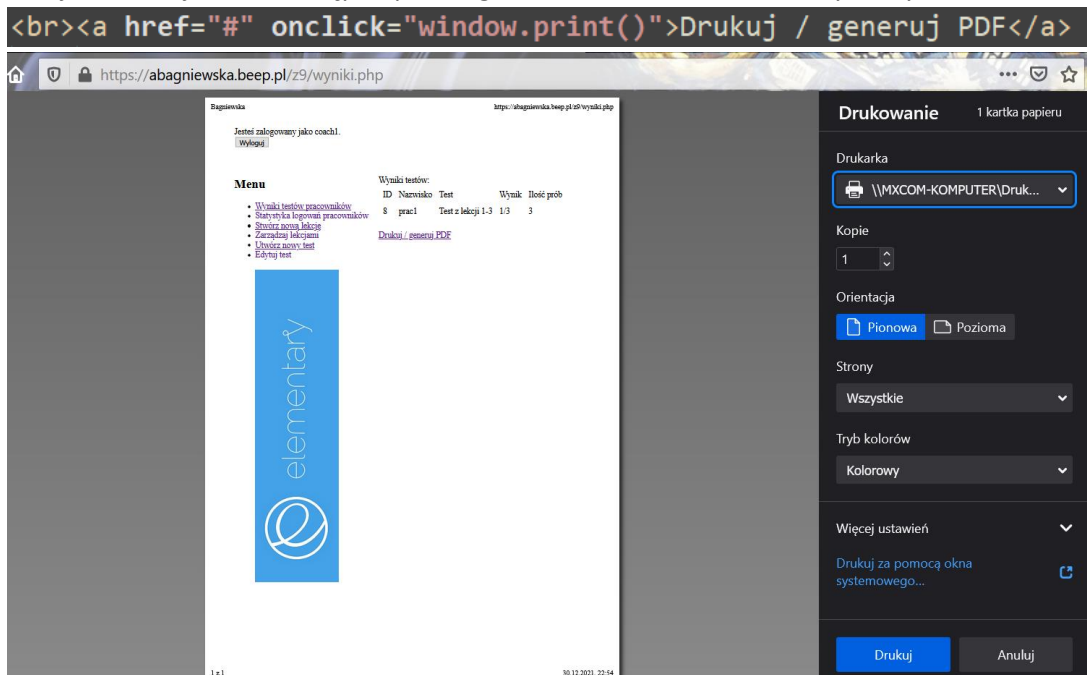 <br><a href="#" onclick="window.print()">Drukuj / generuj PDF</a>
https://abagniewska.beep.pl/z9/wyniki.php
Bagniewska https://abagniewska.beep.pl/z9/wyniki.php
Jesteś zalogowany jako coach1.
Wyloguj
Menu
Wyniki testów pracowników
Statystyka logowań pracowników
Stwórz nową lekcję
Zarządzaj lekcjami
Utwórz nowy test
Edytuj test
Wyniki testów:
ID Nazwisko Test Wynik Ilość prób
8 prac1 Test z lekcji 1-3 1/3 3
Drukuj / generuj PDF
elementary
1 z 1 30.12.2021, 22:54
Drukowanie 1 kartka papieru
Drukarka
\\MXCOM-KOMPUTER\Druk...
Kopie
1
Orientacja
Pionowa Pozioma
Strony
Wszystkie
Tryb kolorów
Kolorowy
Więcej ustawień
Drukuj za pomocą okna
systemowego...
Drukuj Anuluj